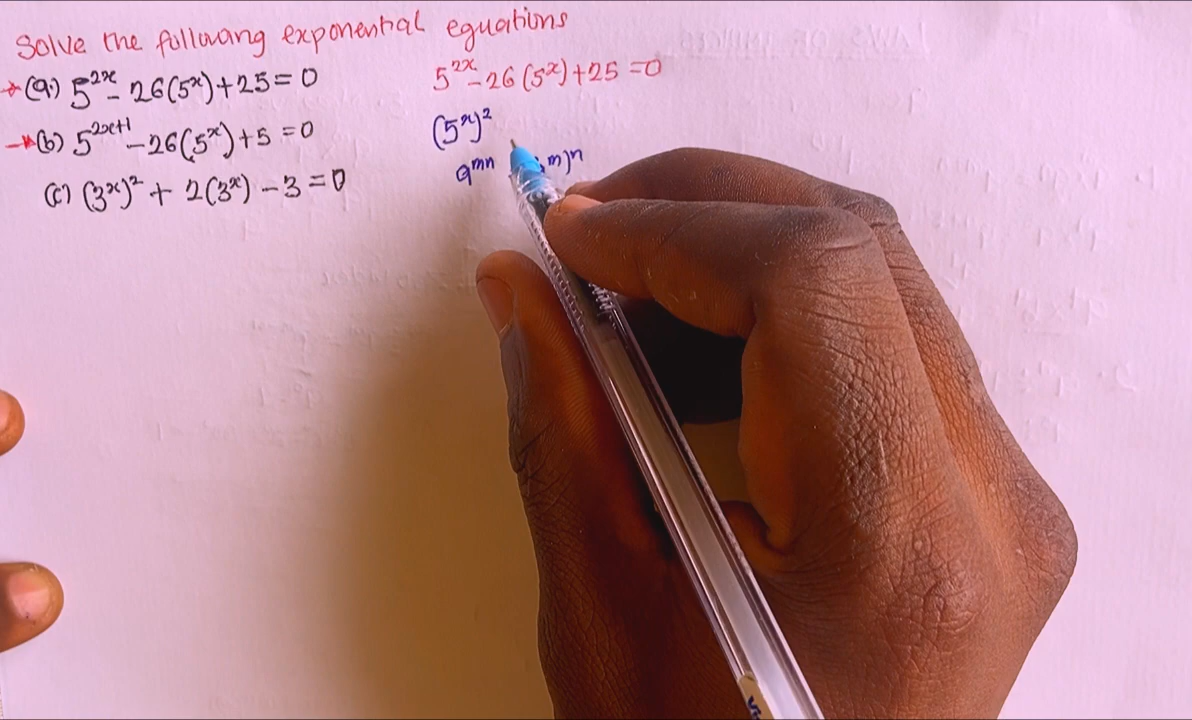 Solve the following exponential equations
(a.) 5^{2x} - 26(5^x) + 25 = 0
(b) 5^{2x+1} - 26(5^x) + 5 = 0
(c) (3^x)^2 + 2(3^x) - 3 = 0
5^{2x} - 26(5^x) + 25 = 0
(5^x)^2
a^{mn} m)^n